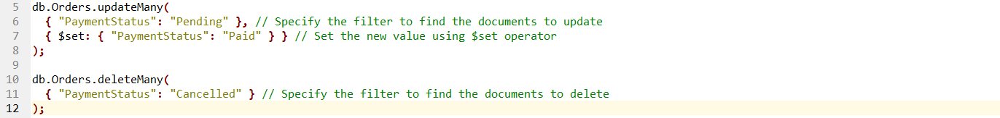 5 db.Orders.updateMany(
6 { "PaymentStatus": "Pending" }, // Specify the filter to find the documents to update
7 { $set: { "PaymentStatus": "Paid" } } // Set the new value using $set operator
8 );
9
10 db.Orders.deleteMany(
11 { "PaymentStatus": "Cancelled" } // Specify the filter to find the documents to delete
12 );